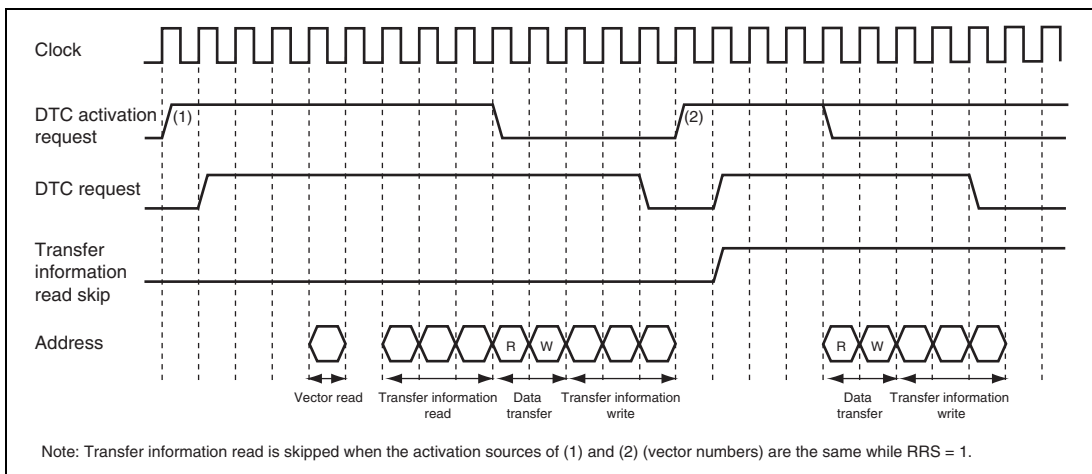 Clock
DTC activation
request
(1)
(2)
DTC request
Transfer
information
read skip
Address
R
W
R
W
Vector read
Transfer information
read
Data
transfer
Transfer information
write
Data
transfer
Transfer information
write
Note: Transfer information read is skipped when the activation sources of (1) and (2) (vector numbers) are the same while RRS = 1.